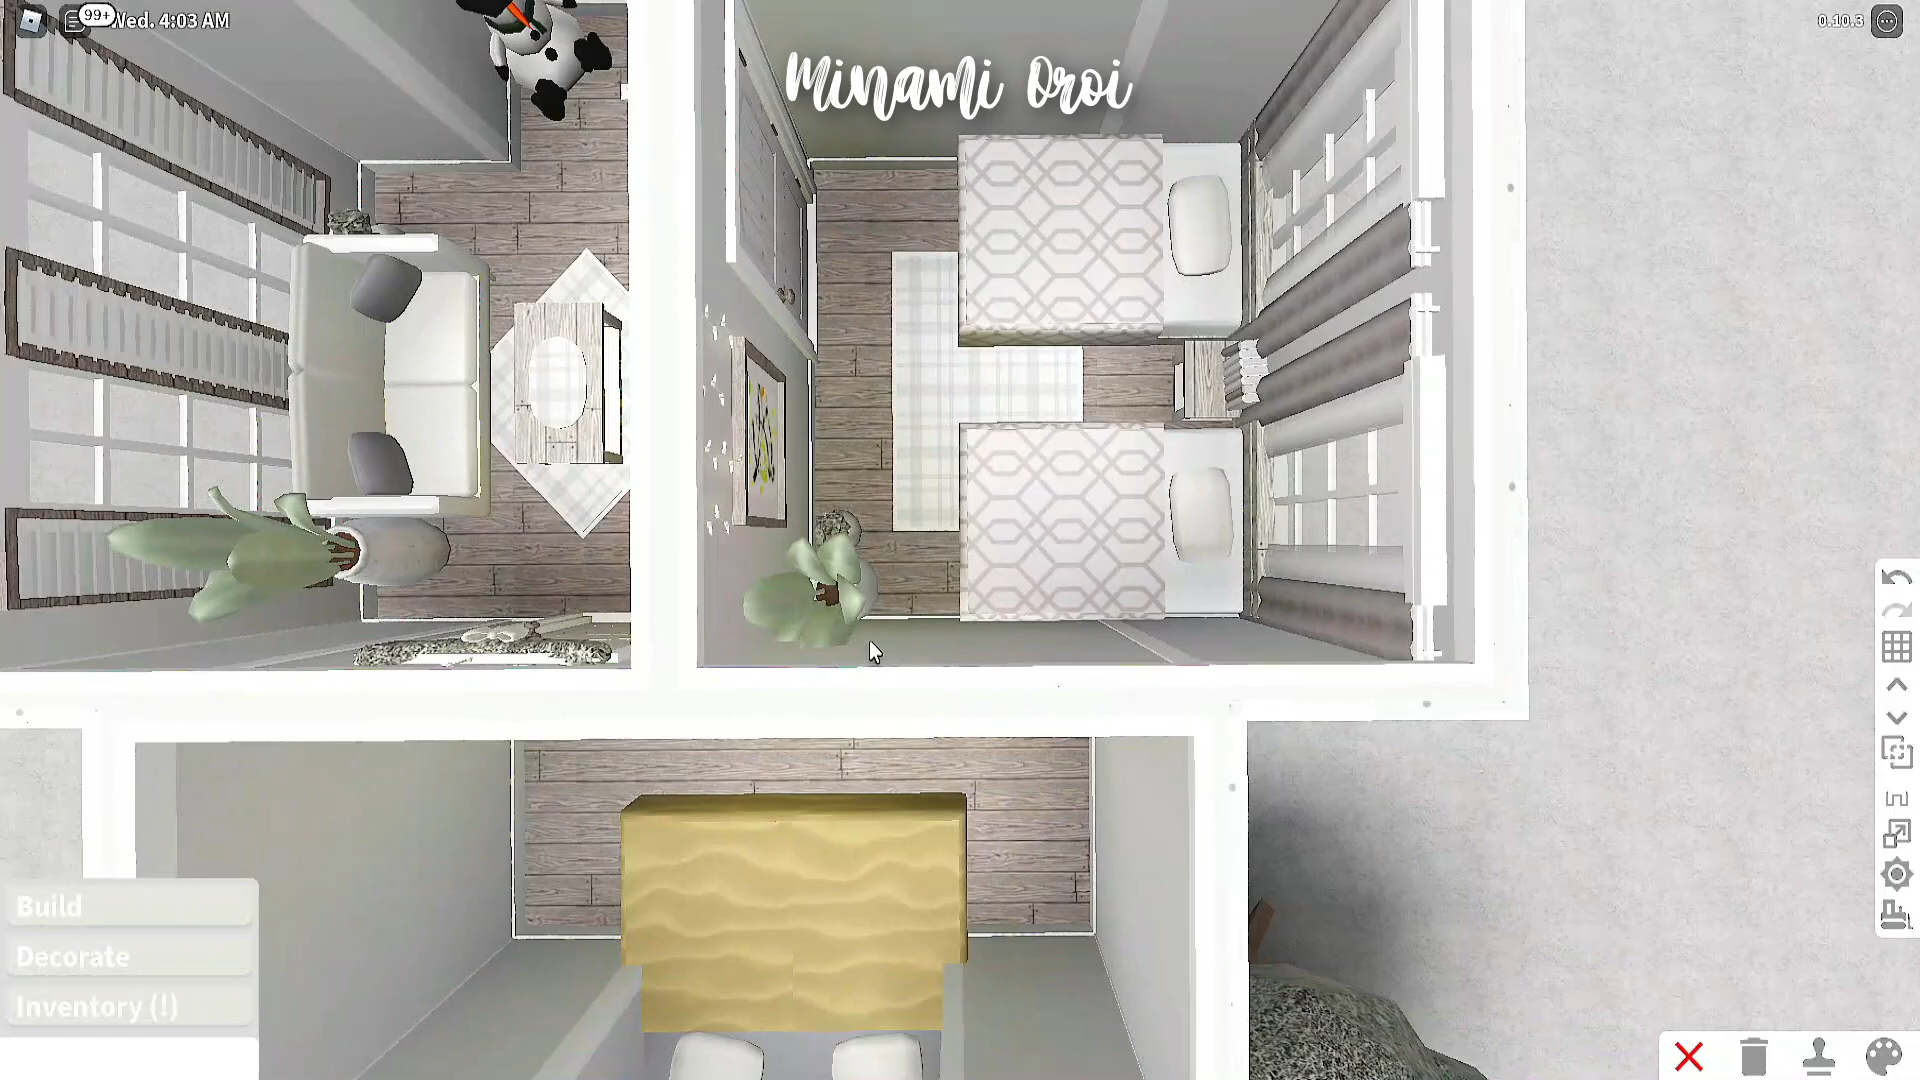 99+
Wed. 4:03 AM
0.10.3
Minami Oroi
Build
Decorate
Inventory (!)